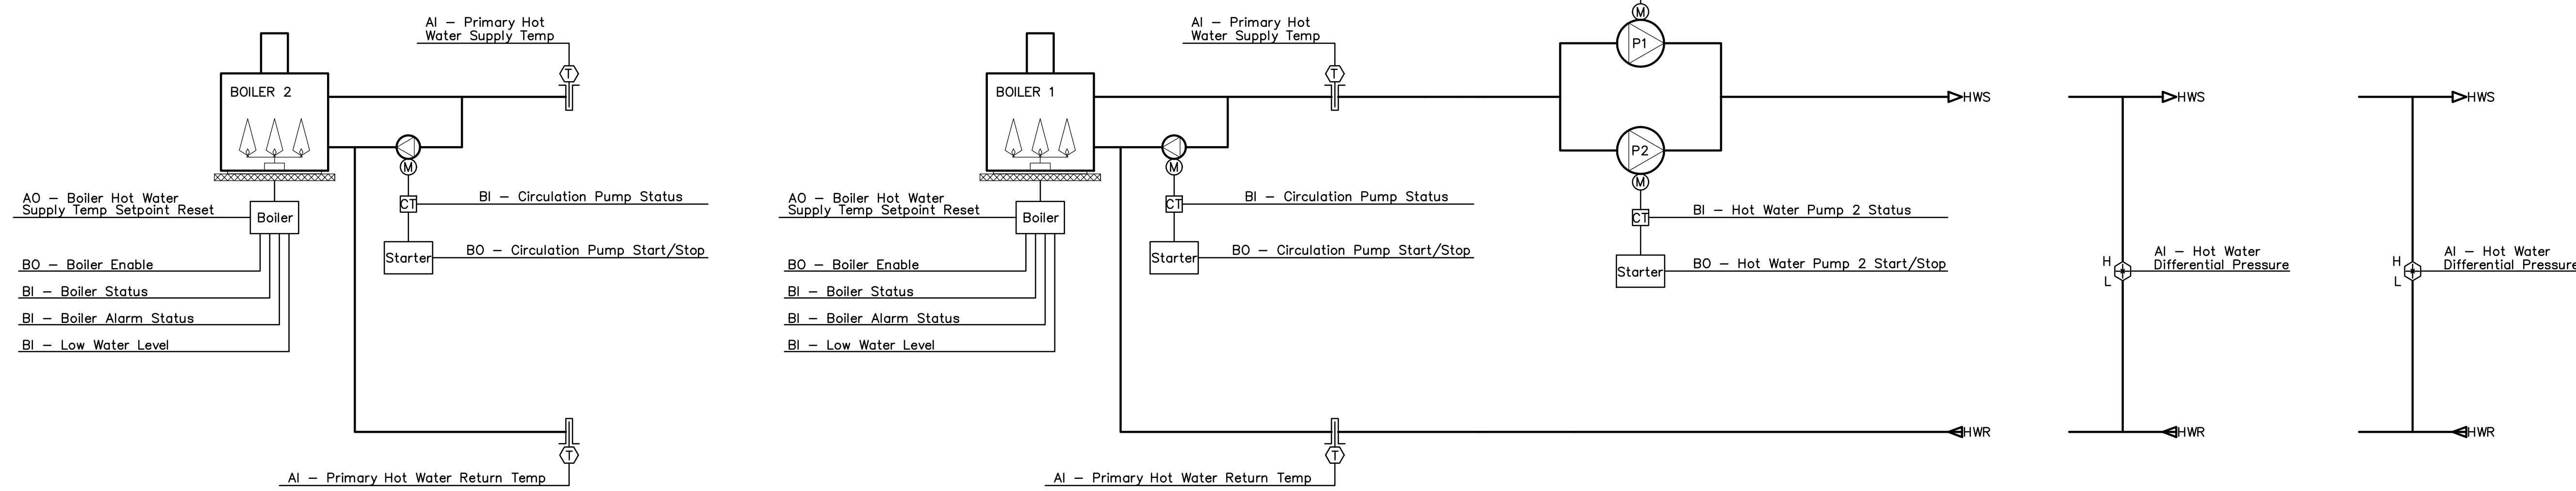 AI – Primary Hot
Water Supply Temp
T
BOILER 2
M
AO – Boiler Hot Water
Supply Temp Setpoint Reset
Boiler
CT
BI – Circulation Pump Status
Starter
BO – Circulation Pump Start/Stop
BO – Boiler Enable
BI – Boiler Status
BI – Boiler Alarm Status
BI – Low Water Level
T
AI – Primary Hot Water Return Temp
AI – Primary Hot
Water Supply Temp
T
BOILER 1
M
AO – Boiler Hot Water
Supply Temp Setpoint Reset
Boiler
CT
BI – Circulation Pump Status
Starter
BO – Circulation Pump Start/Stop
BO – Boiler Enable
BI – Boiler Status
BI – Boiler Alarm Status
BI – Low Water Level
T
AI – Primary Hot Water Return Temp
M
P1
P2
M
CT
BI – Hot Water Pump 2 Status
Starter
BO – Hot Water Pump 2 Start/Stop
HWS
HWR
HWS
H
L
AI – Hot Water
Differential Pressure
HWR
HWS
H
L
AI – Hot Water
Differential Pressure
HWR